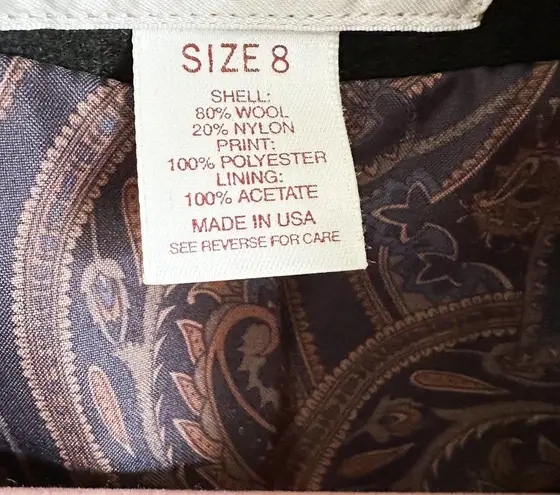 SIZE 8
SHELL:
80% WOOL
20% NYLON
PRINT:
100% POLYESTER
LINING:
100% ACETATE
MADE IN USA
SEE REVERSE FOR CARE